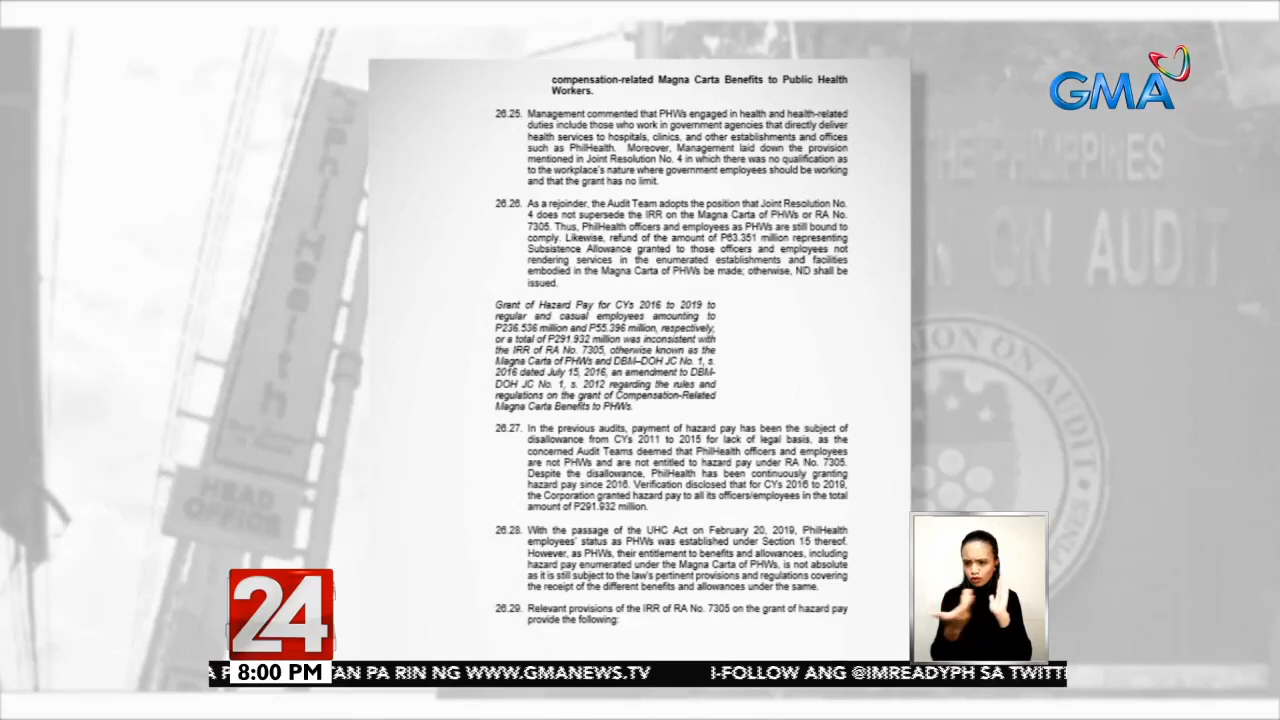 compensation-related Magna Carta Benefits to Public Health
Workers.
26.25. Management commented that PHWs engaged in health and health-related
duties include those who work in government agencies that directly deliver
health services to hospitals, clinics, and other establishments and offices
such as PhilHealth. Moreover, Management laid down the provision
mentioned in Joint Resolution No. 4 in which there was no qualification as
to the workplace's nature where government employees should be working
and that the grant has no limit.
26.26. As a rejoinder, the Audit Team adopts the position that Joint Resolution No.
4 does not supersede the IRR on the Magna Carta of PHWs or RA No.
7305. Thus, PhilHealth officers and employees as PHWs are still bound to
comply. Likewise, refund of the amount of P63.351 million representing
Subsistence Allowance granted to those officers and employees not
rendering services in the enumerated establishments and facilities
embodied in the Magna Carta of PHWs be made; otherwise, ND shall be
issued.
Grant of Hazard Pay for CYs 2016 to 2019 to
regular and casual employees amounting to
P236.536 million and P55.396 million, respectively,
or a total of P291.932 million was inconsistent with
the IRR of RA No. 7305, otherwise known as the
Magna Carta of PHWs and DBM–DOH JC No. 1, s.
2016 dated July 15, 2016, an amendment to DBM-
DOH JC No. 1, s. 2012 regarding the rules and
regulations on the grant of Compensation-Related
Magna Carta Benefits to PHWs.
26.27. In the previous audits, payment of hazard pay has been the subject of
disallowance from CYs 2011 to 2015 for lack of legal basis, as the
concerned Audit Teams deemed that PhilHealth officers and employees
are not PHWs and are not entitled to hazard pay under RA No. 7305.
Despite the disallowance, PhilHealth has been continuously granting
hazard pay since 2016. Verification disclosed that for CYs 2016 to 2019,
the Corporation granted hazard pay to all its officers/employees in the total
amount of P291.932 million.
26.28. With the passage of the UHC Act on February 20, 2019, PhilHealth
employees' status as PHWs was established under Section 15 thereof.
However, as PHWs, their entitlement to benefits and allowances, including
hazard pay enumerated under the Magna Carta of PHWs, is not absolute
as it is still subject to the law's pertinent provisions and regulations covering
the receipt of the different benefits and allowances under the same.
26.29. Relevant provisions of the IRR of RA No. 7305 on the grant of hazard pay
provide the following:
GMA
THE PHILIPPINES
ON AUDIT
ON AUDIT
HEAD
OFFICE
24
8:00 PM
PA RIN NG WWW.GMANEWS.TV
I-FOLLOW ANG @IMREADYPH SA